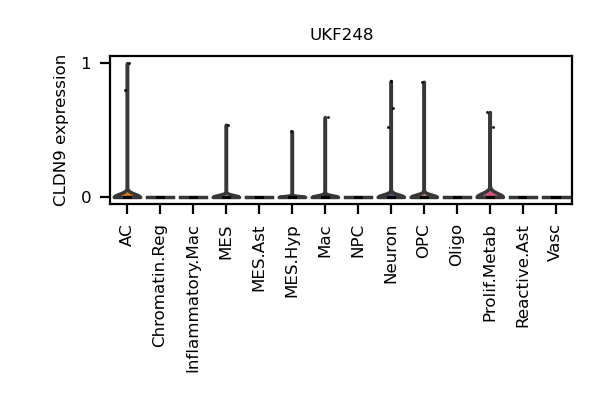 UKF248
CLDN9 expression
1
0
AC
Chromatin.Reg
Inflammatory.Mac
MES
MES.Ast
MES.Hyp
Mac
NPC
Neuron
OPC
Oligo
Prolif.Metab
Reactive.Ast
Vasc